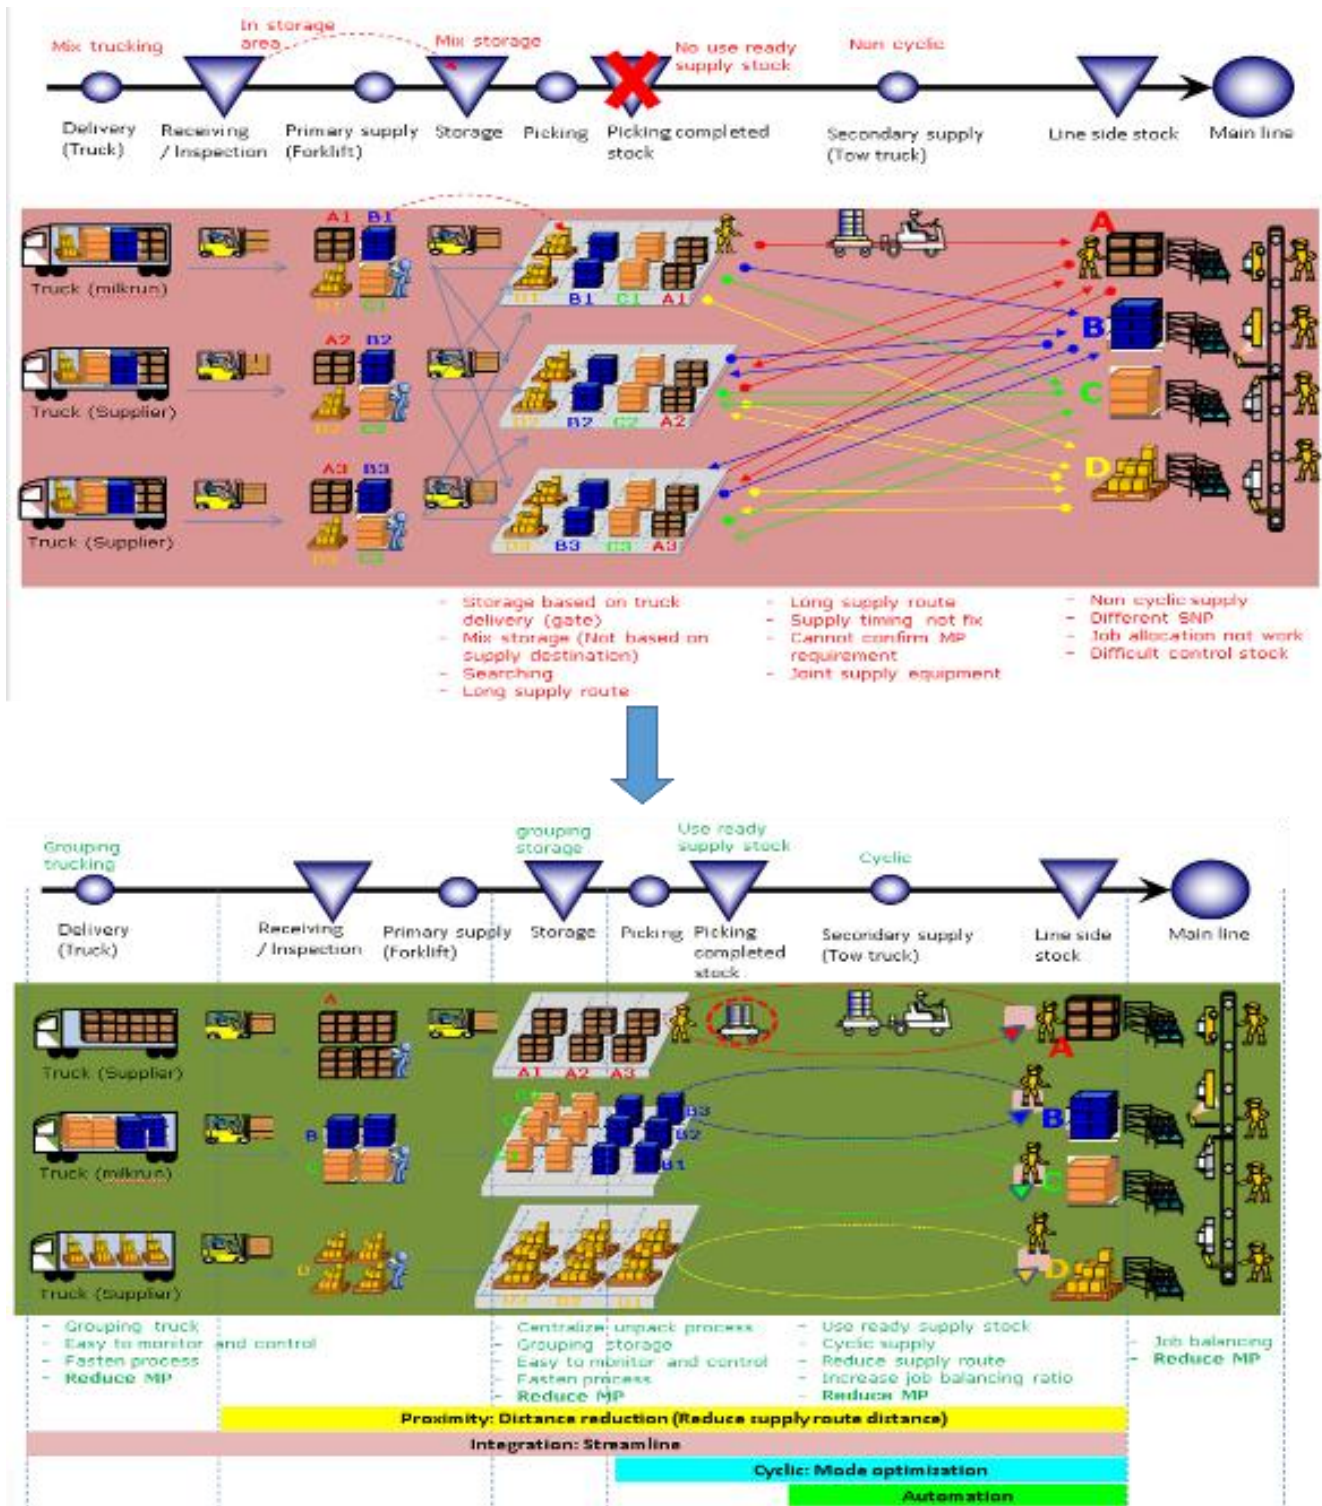 Mix trucking
In storage
area
Mix storage
No use ready
supply stock
Non cyclic
Delivery
(Truck)
Receiving
/ Inspection
Primary supply
(Forklift)
Storage
Picking
Picking completed
stock
Secondary supply
(Tow truck)
Line side stock
Main line
A1 B1
D1 C1
Truck (milkrun)
D1 B1 C1 A1
A
A2 B2
D2 C2
Truck (Supplier)
D2 B2 C2 A2
B
C
A3 B3
D3 C3
Truck (Supplier)
D3 B3 C3 A3
D
- Storage based on truck
delivery (gate)
- Mix storage (Not based on
supply destination)
- Searching
- Long supply route
- Long supply route
- Supply timing not fix
- Cannot confirm MP
requirement
- Joint supply equipment
- Non cyclic supply
- Different SNP
- Job allocation not work
- Difficult control stock
Grouping
trucking
grouping
storage
Use ready
supply stock
Cyclic
Delivery
(Truck)
Receiving
/ Inspection
Primary supply
(Forklift)
Storage
Picking
Picking
completed
stock
Secondary supply
(Tow truck)
Line side
stock
Main line
A
Truck (Supplier)
A1 A2 A3
A
B
C
Truck (milkrun)
B3
B2
B1
B
C
D
Truck (Supplier)
D
- Grouping truck
- Easy to monitor and control
- Fasten process
- Reduce MP
- Centralize unpack process
- Grouping storage
- Easy to monitor and control
- Fasten process
- Reduce MP
- Use ready supply stock
- Cyclic supply
- Reduce supply route
- Increase job balancing ratio
- Reduce MP
- Job balancing
- Reduce MP
Proximity: Distance reduction (Reduce supply route distance)
Integration: Streamline
Cyclic: Mode optimization
Automation